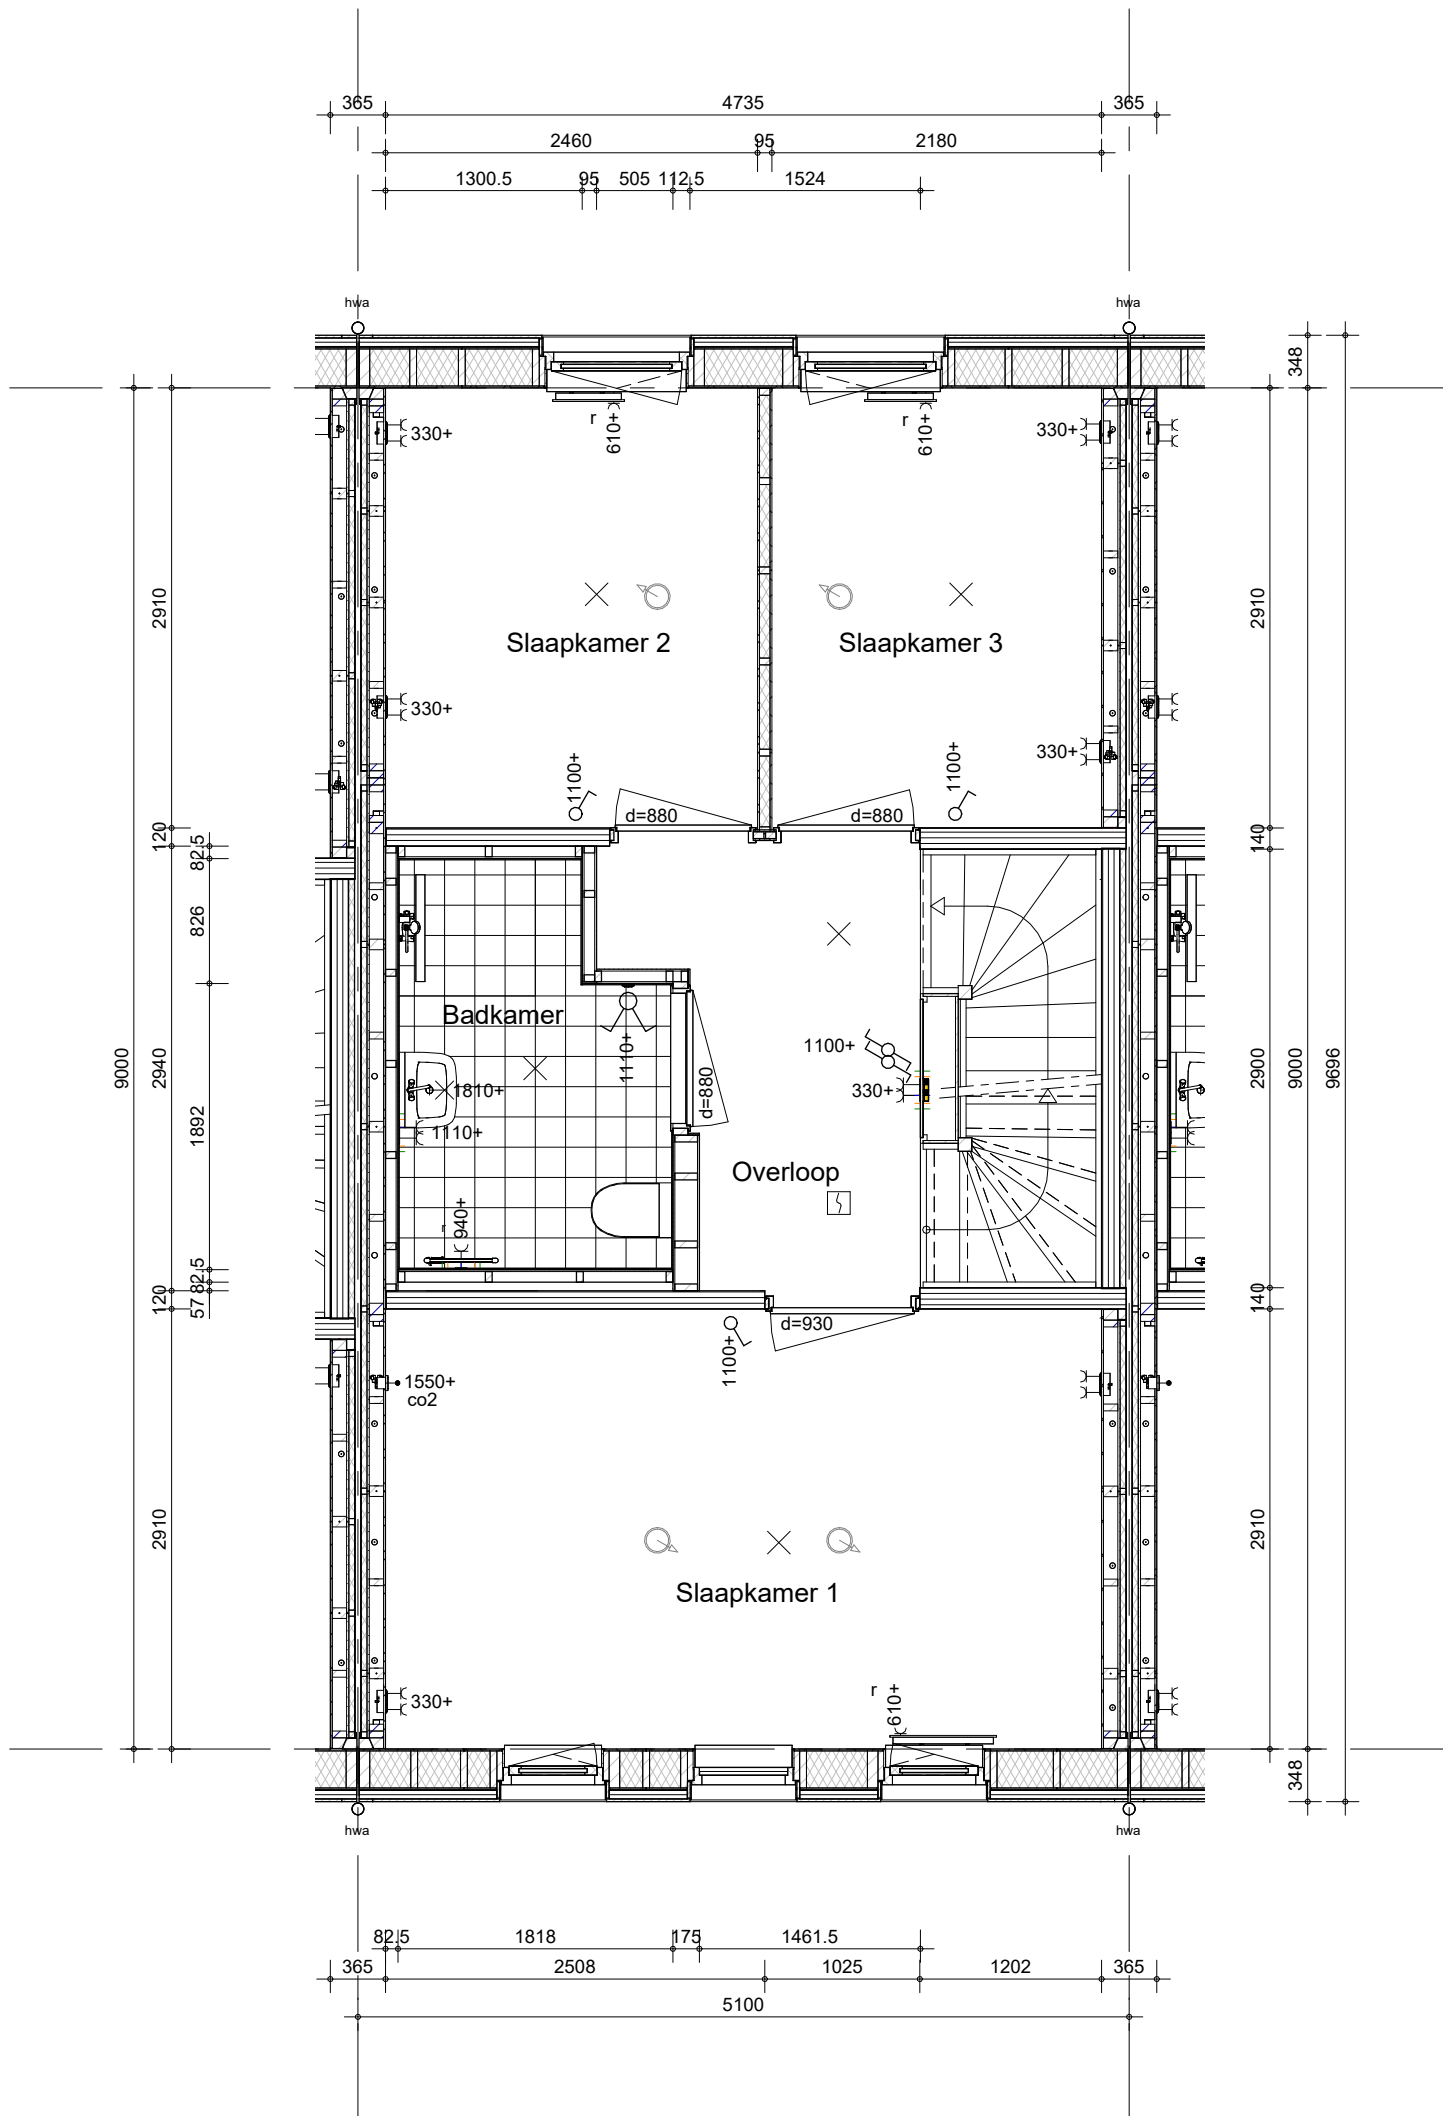 365 4735 365
2460 95 2180
1300.5 95 505 112.5 1524
hwa hwa
348
r 610+ r 610+
330+ 330+
2910 2910
Slaapkamer 2 Slaapkamer 3
330+ 330+
1100+ 1100+
d=880 d=880
120 82.5 140
826
Badkamer
1110+
1100+
9000 2940 2900 9000 9696
1810+ 330+
d=880
1892 1110+
Overloop
r 940+
82.5
120 57 140
d=930
1100+
1550+
co2
2910 2910
Slaapkamer 1
r 610+
330+
348
hwa hwa
82.5 1818 175 1461.5
365 2508 1025 1202 365
5100